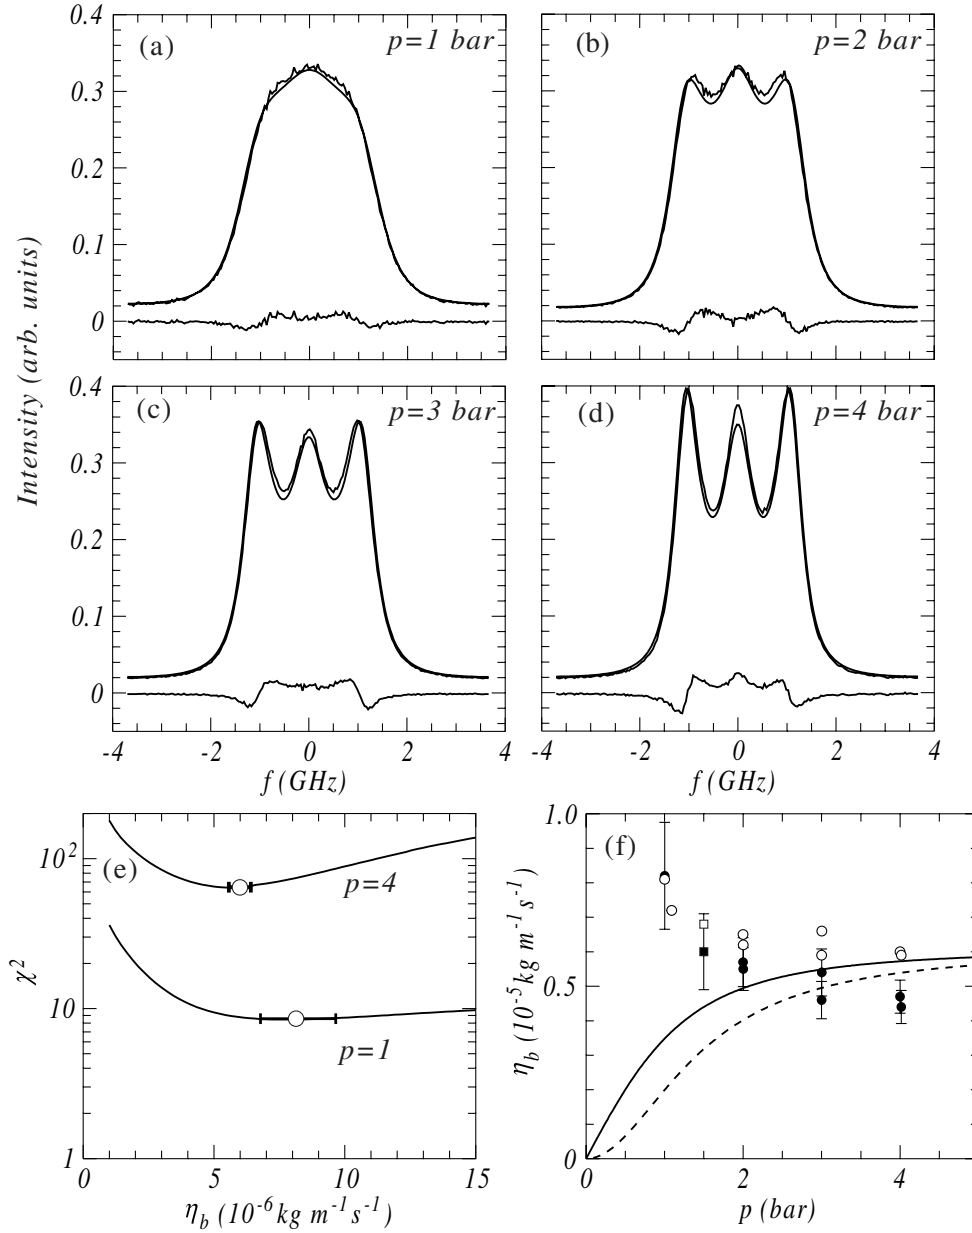 0.4
(a)
p=1 bar
(b)
p=2 bar
0.3
0.2
0.1
0
Intensity (arb. units)
0.4
(c)
p=3 bar
(d)
p=4 bar
0.3
0.2
0.1
0
-4 -2 0 2 4
-4 -2 0 2 4
f (GHz)
f (GHz)
(e)
10²
10
1
χ²
p=4
p=1
0 5 10 15
η_b (10⁻⁶ kg m⁻¹ s⁻¹)
(f)
1.0
0.5
0
η_b (10⁻⁵ kg m⁻¹ s⁻¹)
0 2 4
p (bar)